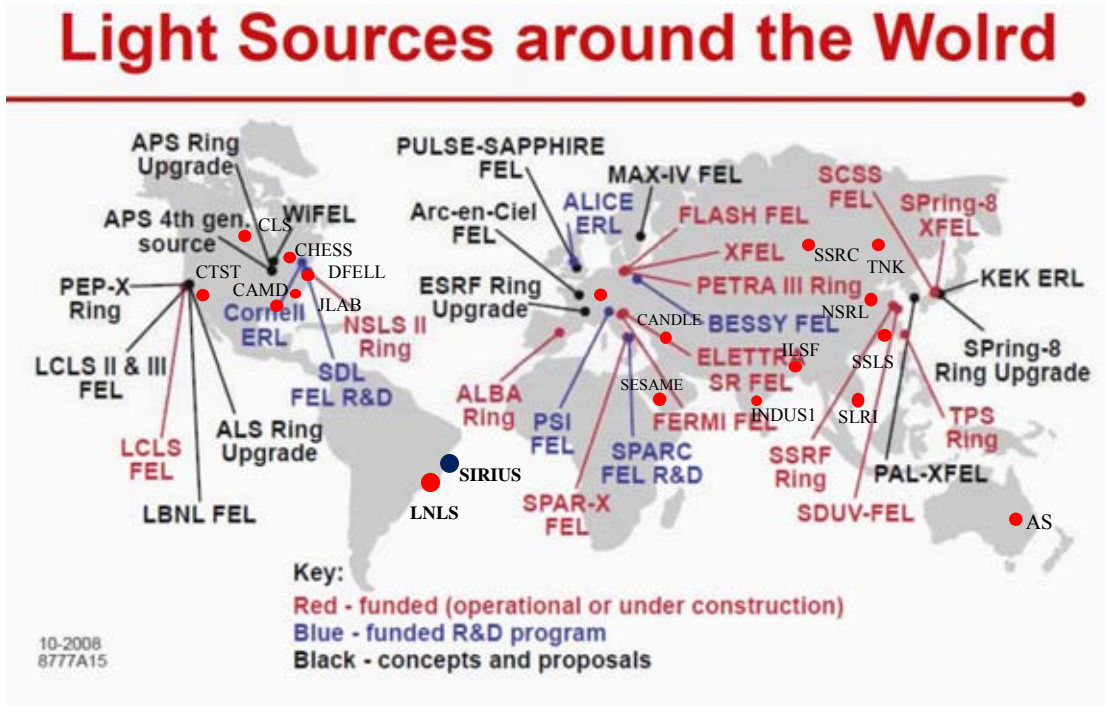 Light Sources around the Wolrd
APS Ring
Upgrade
APS 4th gen.
source
CLS
WiFEL
CHESS
CTST
DFELL
CAMD
JLAB
PEP-X
Ring
Cornell
ERL
NSLS II
Ring
LCLS II & III
FEL
SDL
FEL R&D
LCLS
FEL
ALS Ring
Upgrade
LBNL FEL
SIRIUS
LNLS
PULSE-SAPPHIRE
FEL
MAX-IV FEL
ALICE
ERL
Arc-en-Ciel
FEL
FLASH FEL
XFEL
ESRF Ring
Upgrade
PETRA III Ring
CANDLE
BESSY FEL
ELETTRA
SR FEL
ILSF
SESAME
ALBA
Ring
PSI
FEL
FERMI FEL
INDUS1
SPARC
FEL R&D
SPAR-X
FEL
SCSS
FEL
SPring-8
XFEL
SSRC
TNK
KEK ERL
NSRL
SSLS
SPring-8
Ring Upgrade
SLRI
TPS
Ring
SSRF
Ring
PAL-XFEL
SDUV-FEL
AS
Key:
Red - funded (operational or under construction)
Blue - funded R&D program
Black - concepts and proposals
10-2008
8777A15